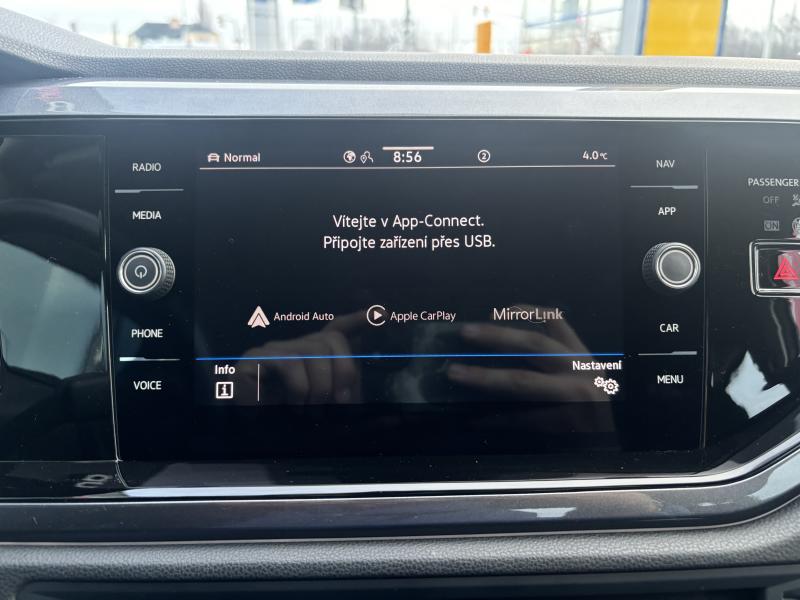 RADIO
MEDIA
PHONE
VOICE
Normal
8:56
2
4.0°C
Vítejte v App-Connect.
Připojte zařízení přes USB.
Android Auto
Apple CarPlay
MirrorLink
Info
Nastavení
NAV
APP
CAR
MENU
PASSENGER
OFF
ON